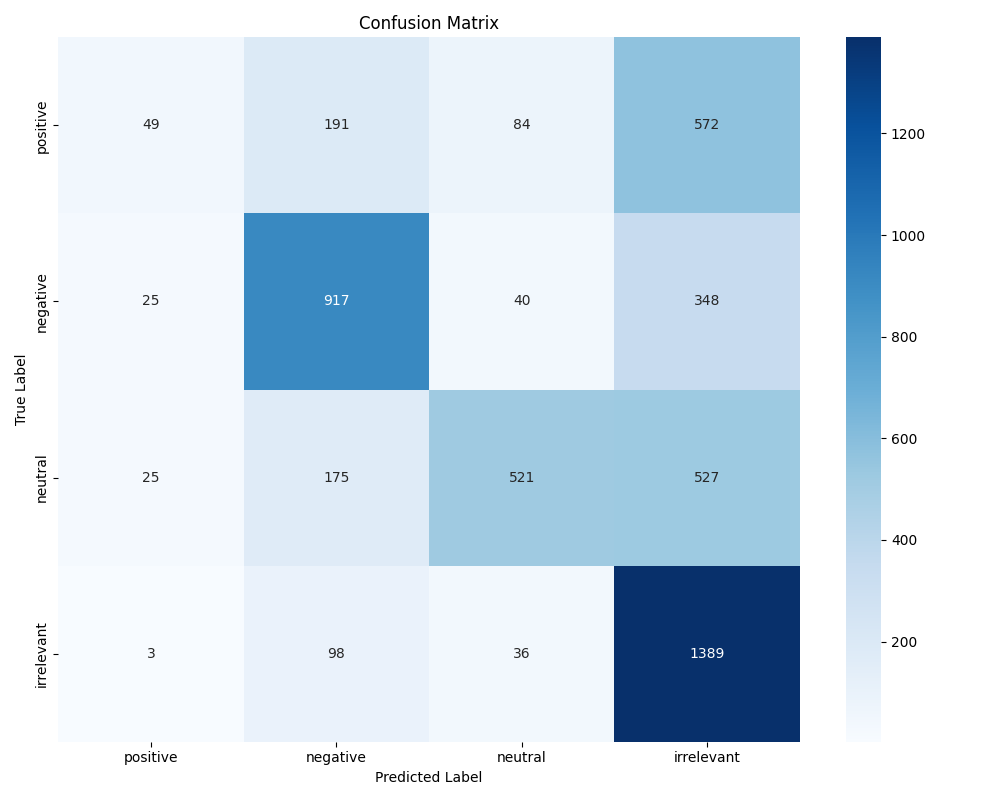 Confusion Matrix
positive 49 191 84 572
negative 25 917 40 348
neutral 25 175 521 527
irrelevant 3 98 36 1389
positive negative neutral irrelevant
Predicted Label
True Label
1200
1000
800
600
400
200